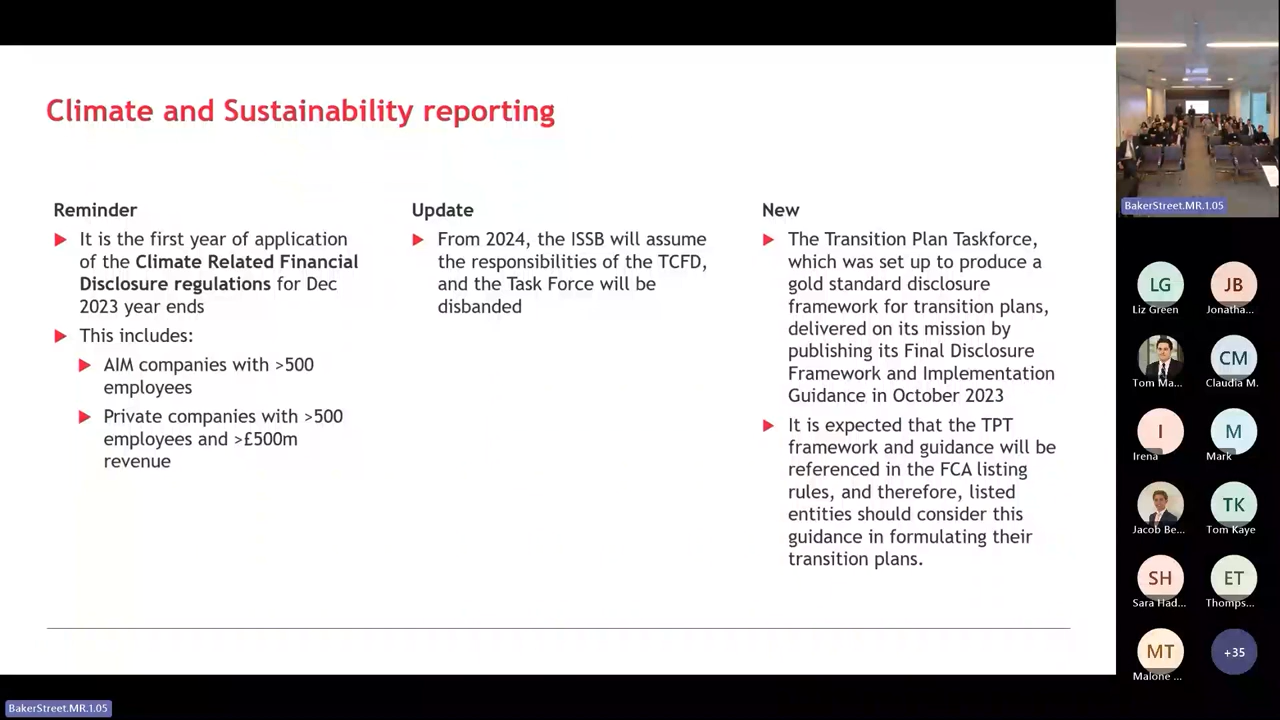 Climate and Sustainability reporting
Reminder
It is the first year of application
of the Climate Related Financial
Disclosure regulations for Dec
2023 year ends
This includes:
AIM companies with >500
employees
Private companies with >500
employees and >£500m
revenue
Update
From 2024, the ISSB will assume
the responsibilities of the TCFD,
and the Task Force will be
disbanded
New
The Transition Plan Taskforce,
which was set up to produce a
gold standard disclosure
framework for transition plans,
delivered on its mission by
publishing its Final Disclosure
Framework and Implementation
Guidance in October 2023
It is expected that the TPT
framework and guidance will be
referenced in the FCA listing
rules, and therefore, listed
entities should consider this
guidance in formulating their
transition plans.
BakerStreet.MR.1.05
LG
Liz Green
JB
Jonatha...
Tom Ma...
CM
Claudia M.
I
Irena
M
Mark
Jacob Be...
TK
Tom Kaye
SH
Sara Had...
ET
Thomps...
MT
Malone ...
+35
BakerStreet.MR.1.05